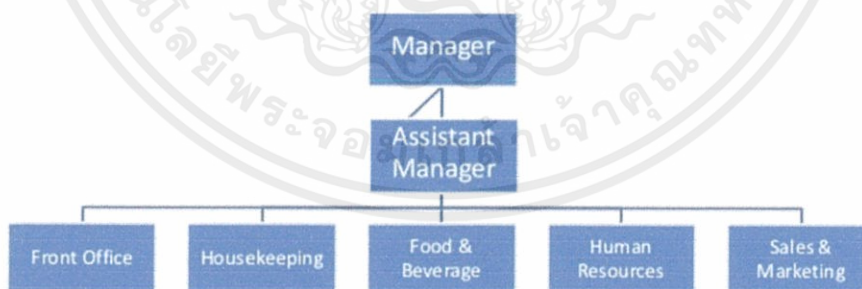 Manager
Assistant
Manager
Front Office
Housekeeping
Food &
Beverage
Human
Resources
Sales &
Marketing